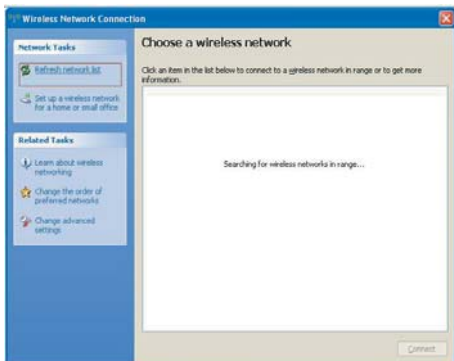 Wireless Network Connection
Network Tasks
Refresh network list
Set up a wireless network
for a home or small office
Related Tasks
Learn about wireless
networking
Change the order of
preferred networks
Change advanced
settings
Choose a wireless network
Click an item in the list below to connect to a wireless network in range or to get more
information.
Searching for wireless networks in range...
Connect